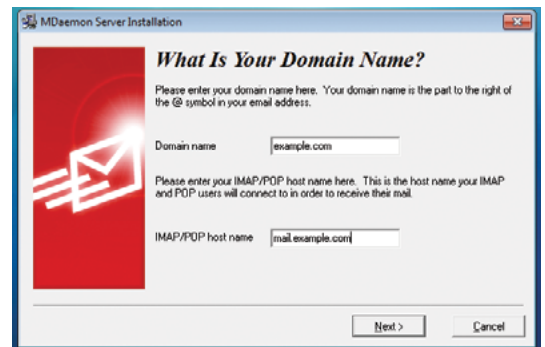 MDaemon Server Installation
What Is Your Domain Name?
Please enter your domain name here. Your domain name is the part to the right of
the @ symbol in your email address.
Domain name
example.com
Please enter your IMAP/POP host name here. This is the host name your IMAP
and POP users will connect to in order to receive their mail.
IMAP/POP host name
mail.example.com
Next >
Cancel